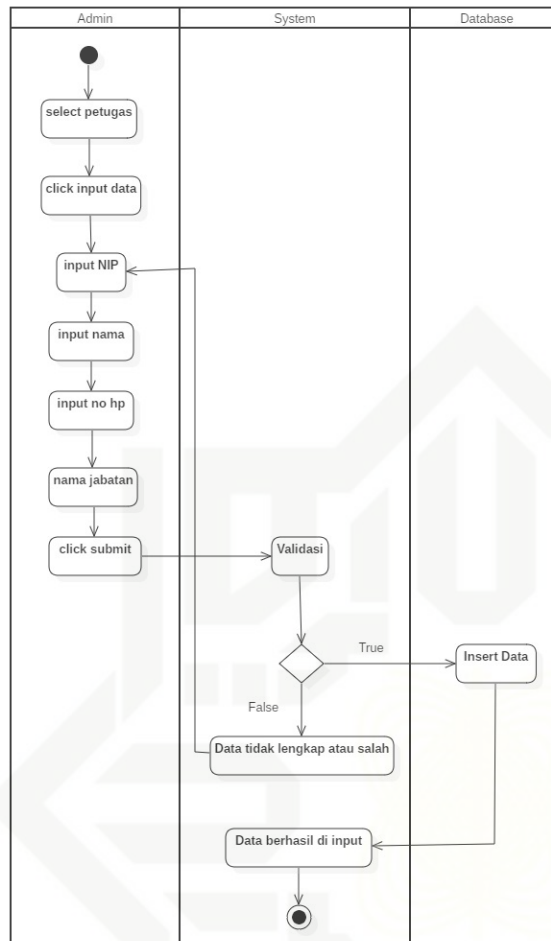 Admin
System
Database
select petugas
click input data
input NIP
input nama
input no hp
nama jabatan
click submit
Validasi
True
Insert Data
False
Data tidak lengkap atau salah
Data berhasil di input